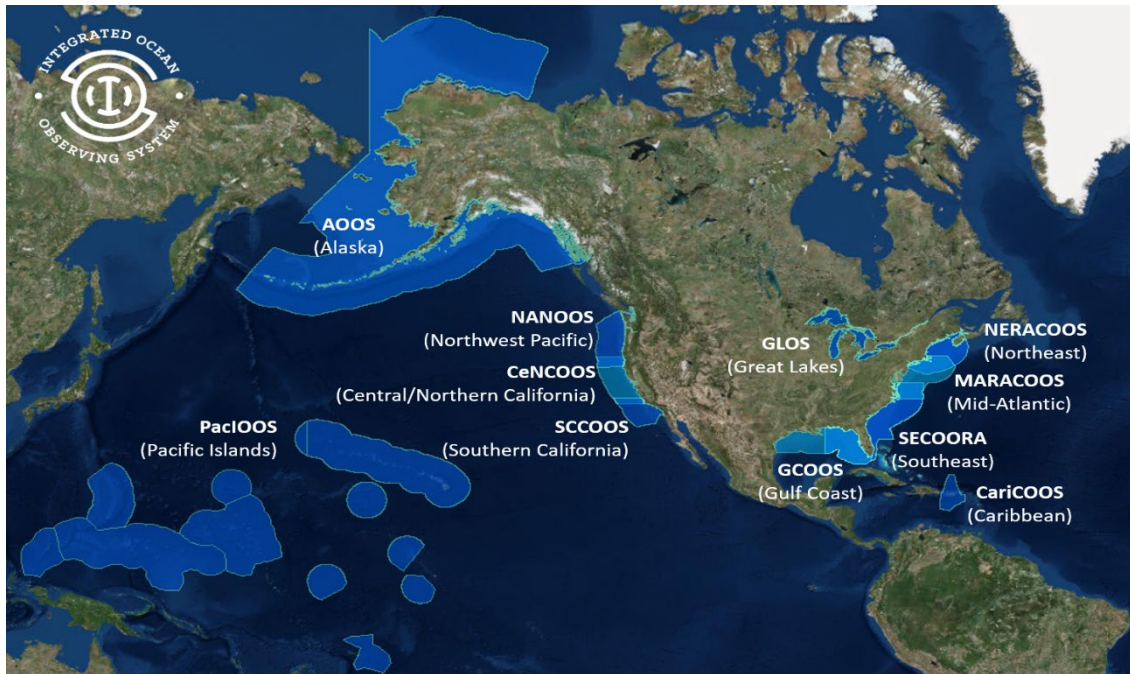 INTEGRATED OCEAN
OBSERVING SYSTEM
AOOS
(Alaska)
NANOOS
(Northwest Pacific)
CeNCOOS
(Central/Northern California)
SCCOOS
(Southern California)
PacIOOS
(Pacific Islands)
GLOS
(Great Lakes)
NERACOOS
(Northeast)
MARACOOS
(Mid-Atlantic)
SECOORA
(Southeast)
GCOOS
(Gulf Coast)
CariCOOS
(Caribbean)